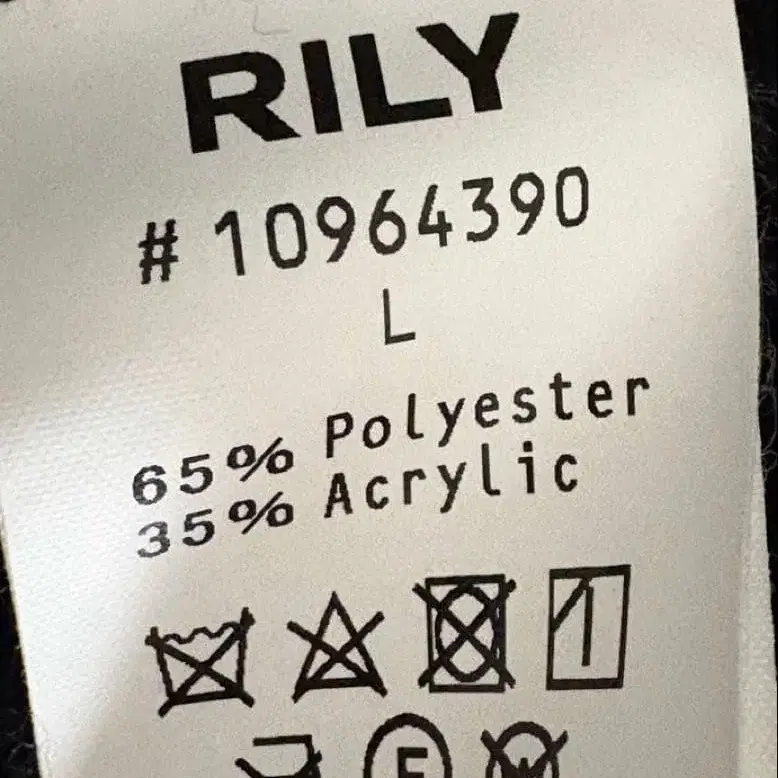 RILY
# 10964390
L
65% Polyester
35% Acrylic
F
W